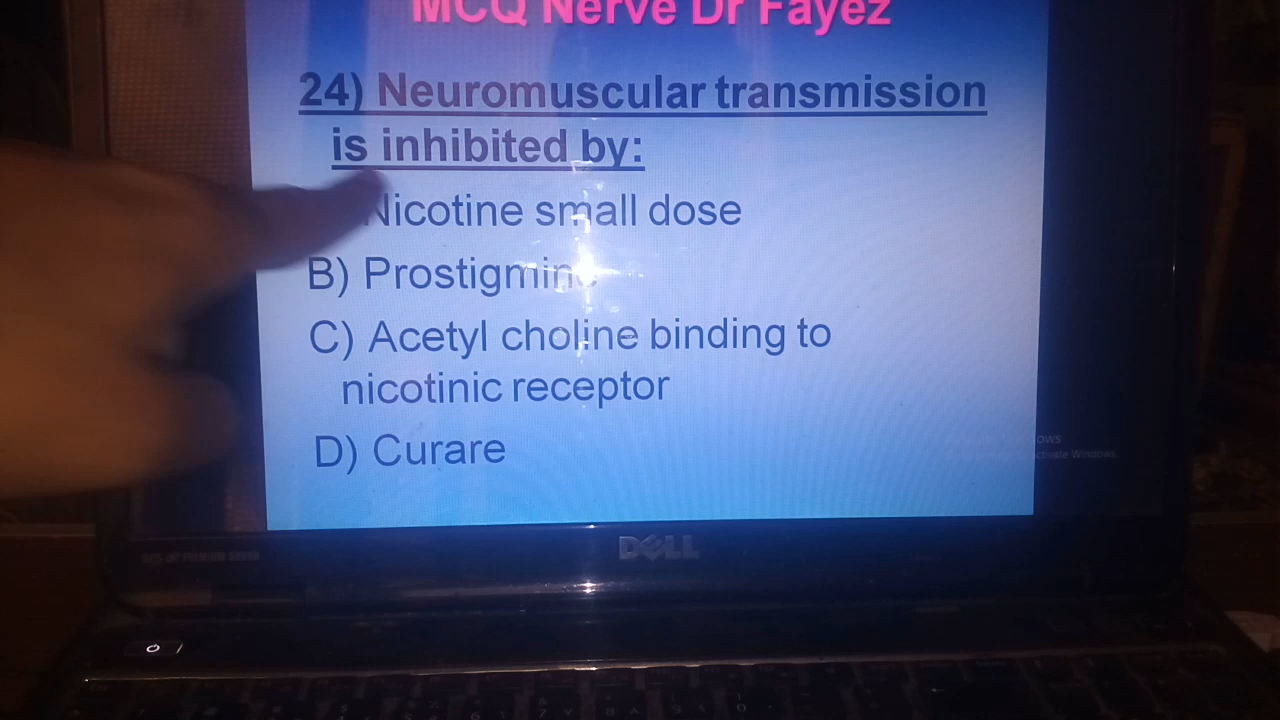 MCQ Nerve Dr Fayez
24) Neuromuscular transmission
is inhibited by:
Nicotine small dose
B) Prostigmine
C) Acetyl choline binding to
nicotinic receptor
D) Curare
DELL